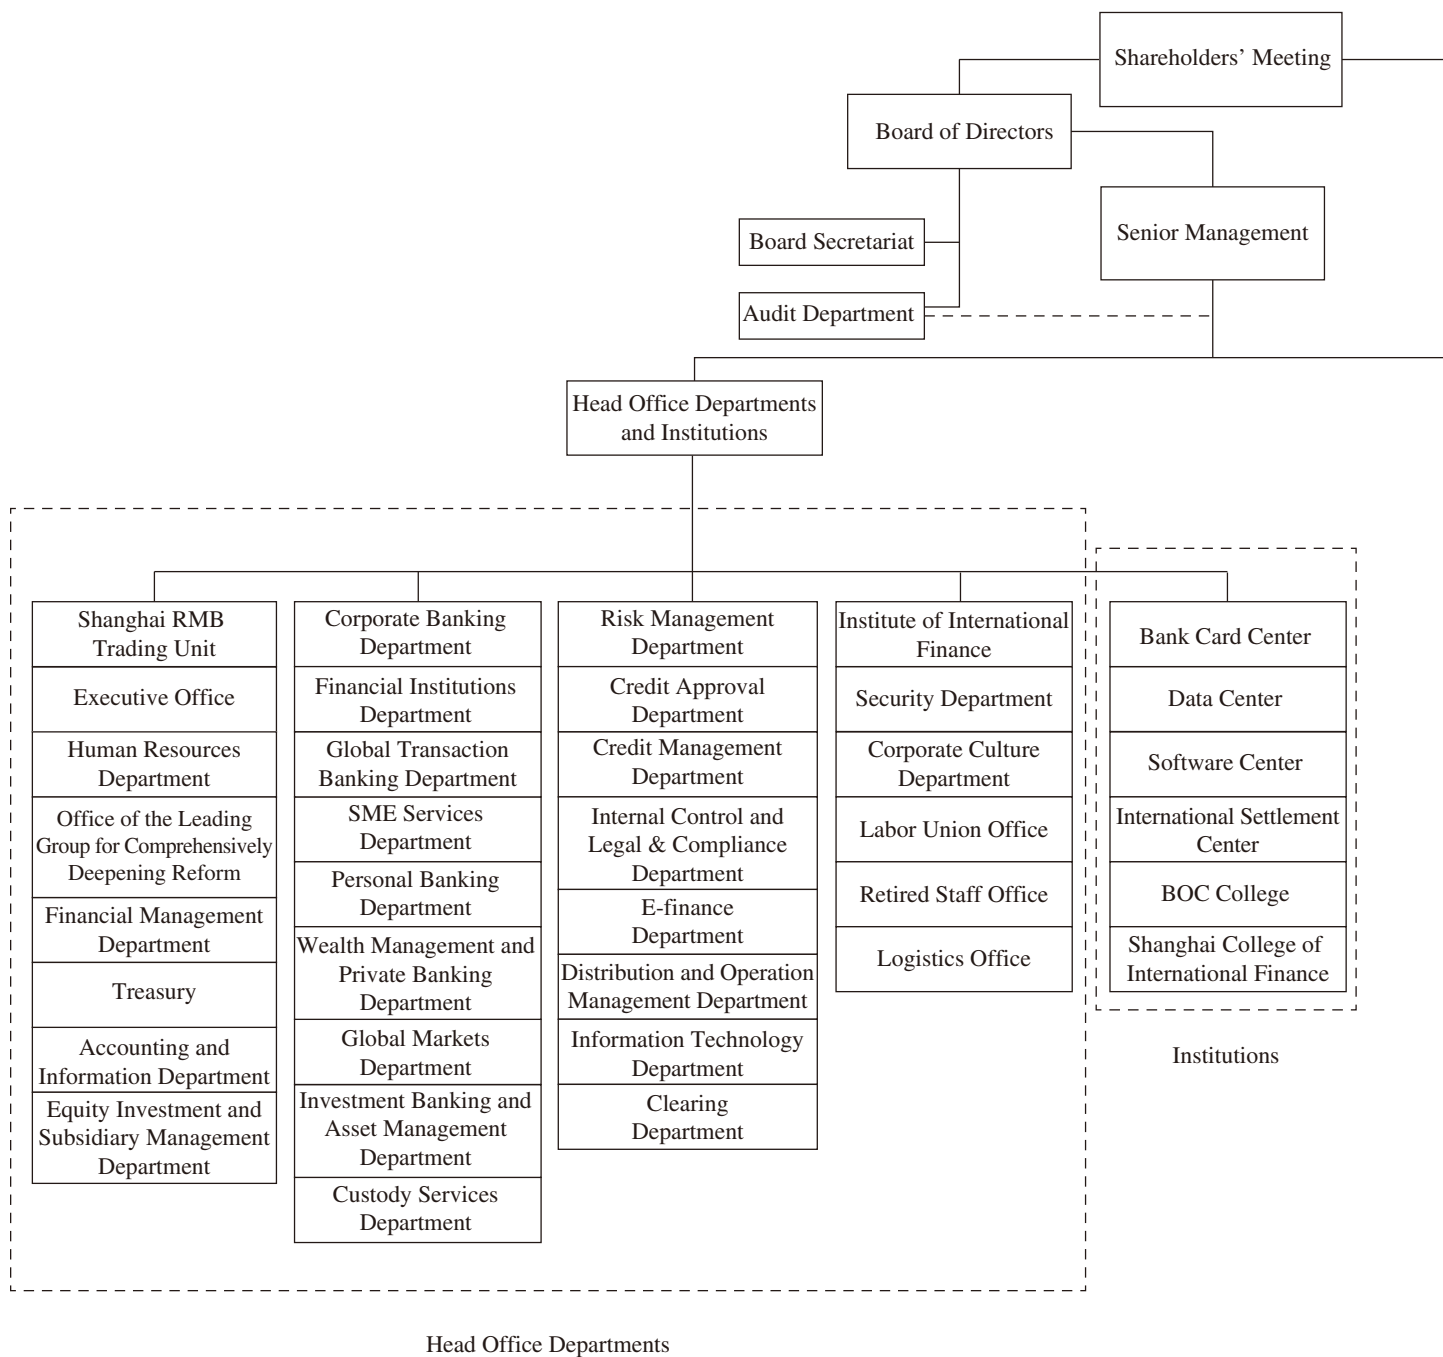 Shareholders’ Meeting
Board of Directors
Senior Management
Board Secretariat
Audit Department
Head Office Departments
and Institutions
Shanghai RMB
Trading Unit
Executive Office
Human Resources
Department
Office of the Leading
Group for Comprehensively
Deepening Reform
Financial Management
Department
Treasury
Accounting and
Information Department
Equity Investment and
Subsidiary Management
Department
Corporate Banking
Department
Financial Institutions
Department
Global Transaction
Banking Department
SME Services
Department
Personal Banking
Department
Wealth Management and
Private Banking
Department
Global Markets
Department
Investment Banking and
Asset Management
Department
Custody Services
Department
Risk Management
Department
Credit Approval
Department
Credit Management
Department
Internal Control and
Legal & Compliance
Department
E-finance
Department
Distribution and Operation
Management Department
Information Technology
Department
Clearing
Department
Institute of International
Finance
Security Department
Corporate Culture
Department
Labor Union Office
Retired Staff Office
Logistics Office
Bank Card Center
Data Center
Software Center
International Settlement
Center
BOC College
Shanghai College of
International Finance
Institutions
Head Office Departments